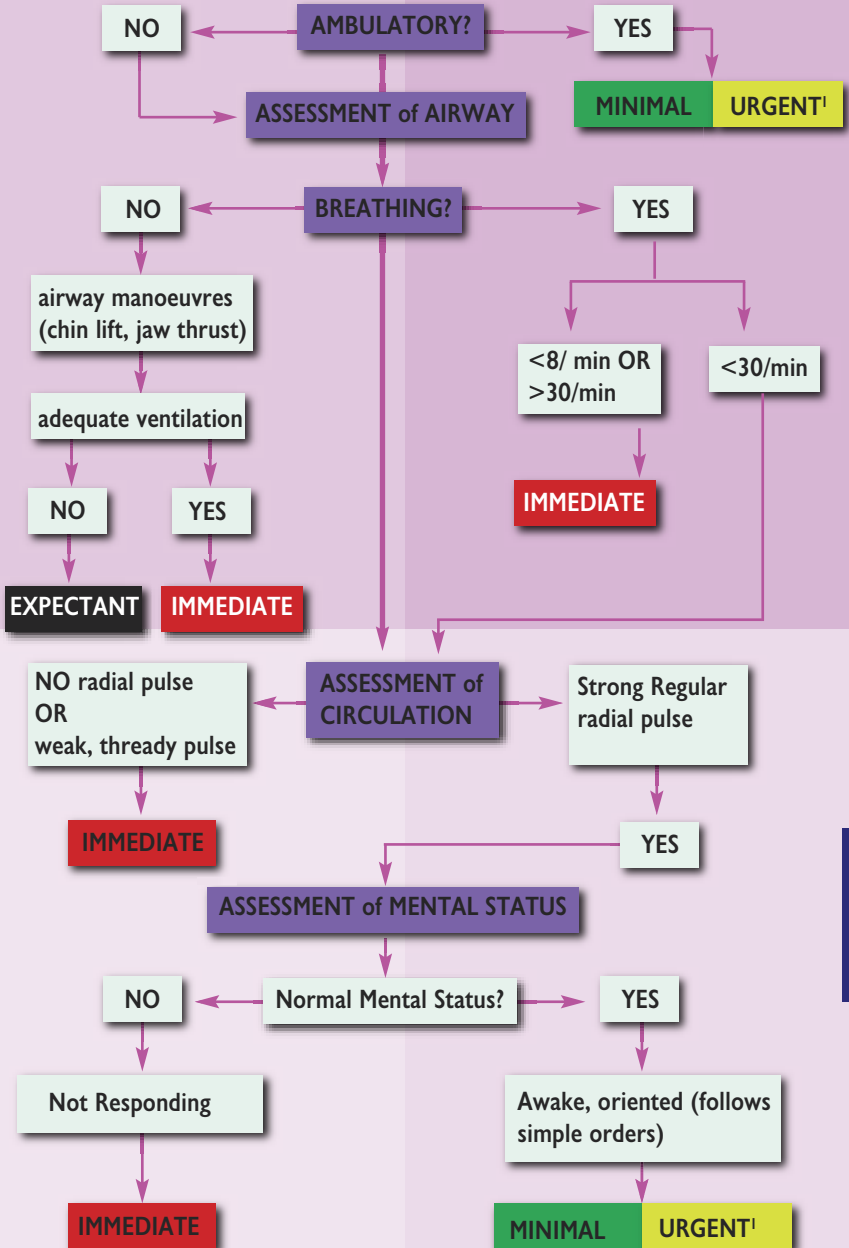 NO
AMBULATORY?
YES
MINIMAL
URGENT¹
ASSESSMENT of AIRWAY
NO
BREATHING?
YES
airway manoeuvres
(chin lift, jaw thrust)
<8/ min OR
>30/min
<30/min
adequate ventilation
NO
YES
IMMEDIATE
EXPECTANT
IMMEDIATE
NO radial pulse
OR
weak, thready pulse
ASSESSMENT of
CIRCULATION
Strong Regular
radial pulse
IMMEDIATE
YES
ASSESSMENT of MENTAL STATUS
NO
Normal Mental Status?
YES
Not Responding
Awake, oriented (follows
simple orders)
IMMEDIATE
MINIMAL
URGENT¹